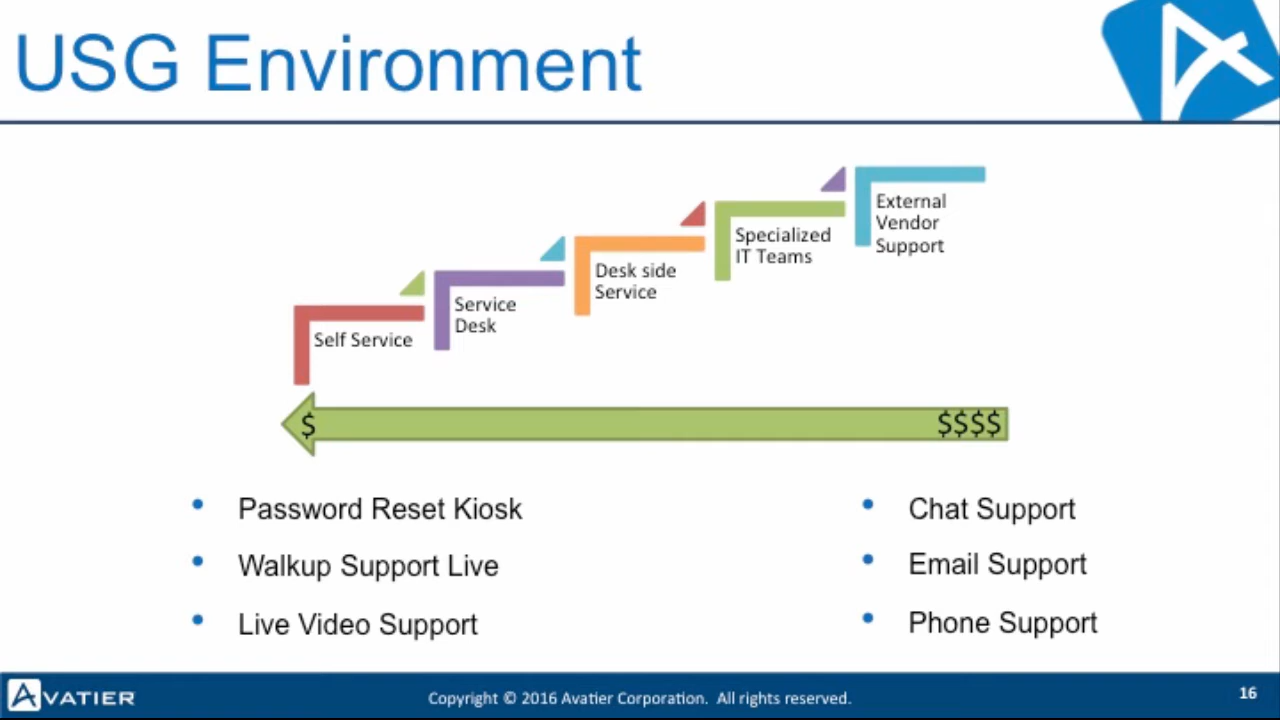 USG Environment
External
Vendor
Support
Specialized
IT Teams
Desk side
Service
Service
Desk
Self Service
$
$$$$
• Password Reset Kiosk
• Walkup Support Live
• Live Video Support
• Chat Support
• Email Support
• Phone Support
AVATIER
Copyright © 2016 Avatier Corporation. All rights reserved.
16